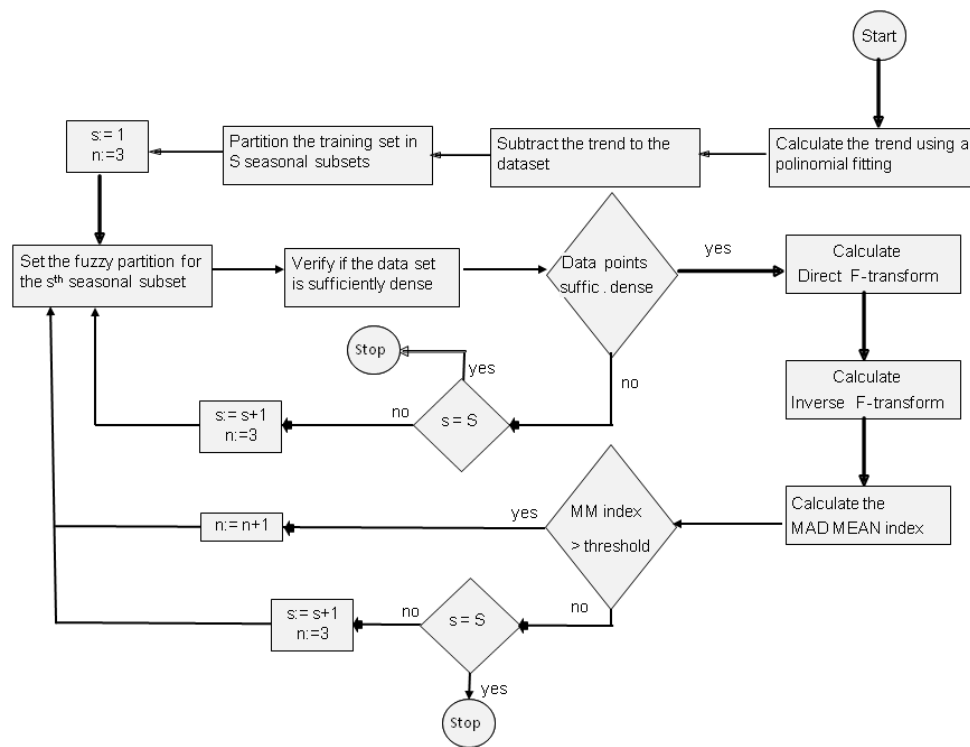 Start
s:= 1
n:=3
Partition the training set in
S seasonal subsets
Subtract the trend to the
dataset
Calculate the trend using a
polinomial fitting
Set the fuzzy partition for
the sth seasonal subset
Verify if the data set
is sufficiently dense
Data points
suffic . dense
yes
Calculate
Direct F-transform
no
Stop
yes
s = S
no
s:= s+1
n:=3
Calculate
Inverse F-transform
Calculate the
MAD MEAN index
MM index
> threshold
yes
n:= n+1
no
s = S
no
s:= s+1
n:=3
yes
Stop